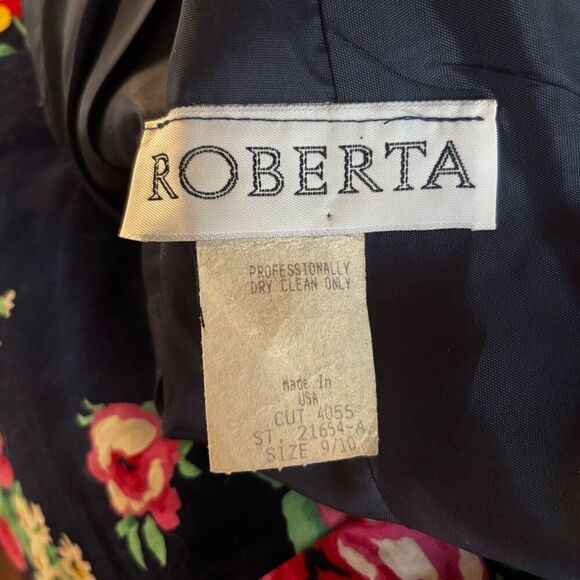 ROBERTA
PROFESSIONALLY
DRY CLEAN ONLY
Made In
USA
CUT 4055
ST 21654-A
SIZE 9/10